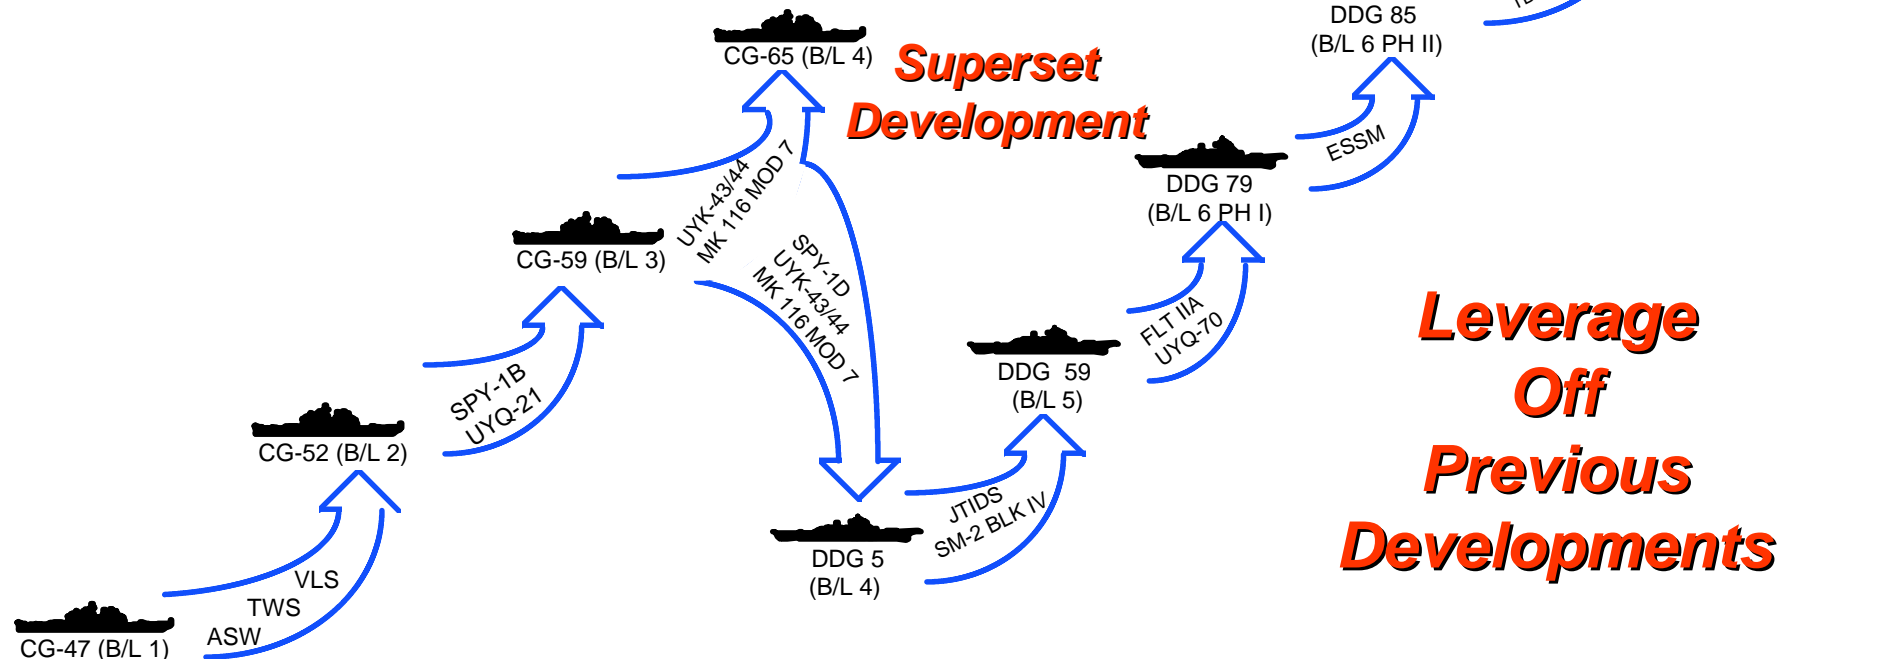 DDG 85
(B/L 6 PH II)
CG-65 (B/L 4)
Superset
Development
ESSM
UYK-43/44
MK 116 MOD 7
DDG 79
(B/L 6 PH I)
CG-59 (B/L 3)
SPY-1D
UYK-43/44
MK 116 MOD 7
FLT IIA
UYQ-70
Leverage
Off
Previous
Developments
DDG 59
(B/L 5)
SPY-1B
UYQ-21
CG-52 (B/L 2)
JTIDS
SM-2 BLK IV
DDG 5
(B/L 4)
VLS
TWS
ASW
CG-47 (B/L 1)